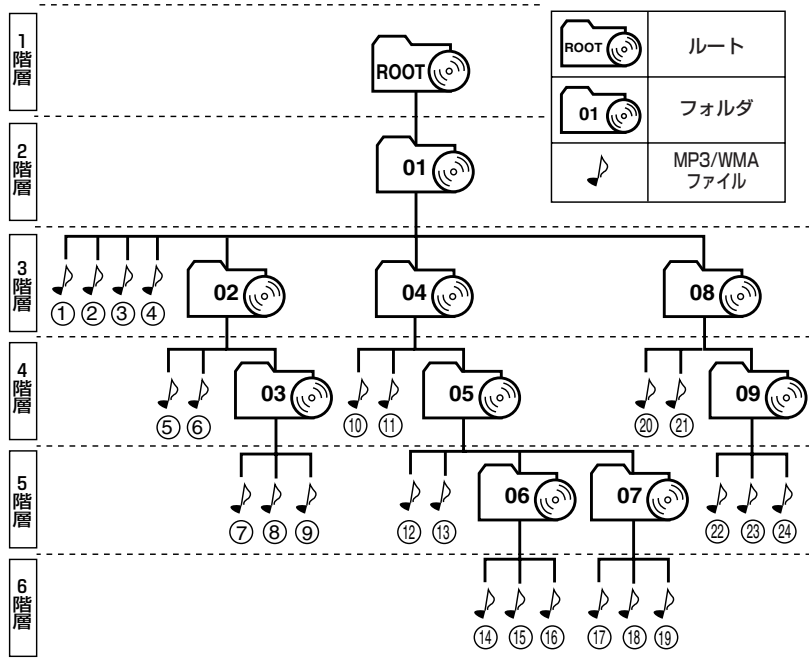 1階層
ROOT
ROOT ルート
01 フォルダ
MP3/WMA
ファイル
2階層
01
3階層
① ② ③ ④ 02 04 08
4階層
⑤ ⑥ 03 ⑩ ⑪ 05 ⑳ ㉑ 09
5階層
⑦ ⑧ ⑨ ⑫ ⑬ 06 07 ㉒ ㉓ ㉔
6階層
⑭ ⑮ ⑯ ⑰ ⑱ ⑲